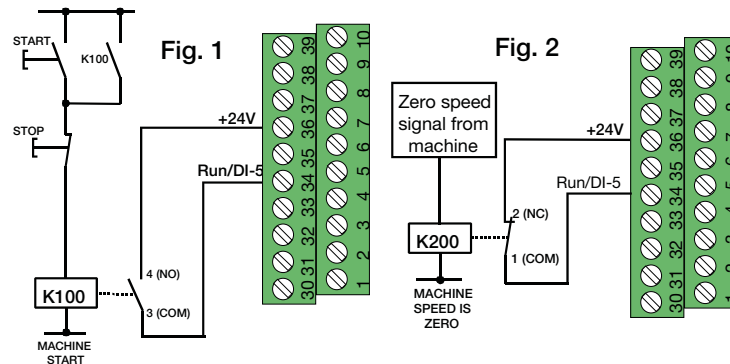 Fig. 1
START
K100
STOP
+24V
Run/DI-5
4 (NO)
3 (COM)
K100
MACHINE
START
39
38
37
36
35
34
33
32
31
30
10
9
8
7
6
5
4
3
2
1
Fig. 2
Zero speed
signal from
machine
+24V
Run/DI-5
2 (NC)
1 (COM)
K200
MACHINE
SPEED IS
ZERO
39
38
37
36
35
34
33
32
31
30